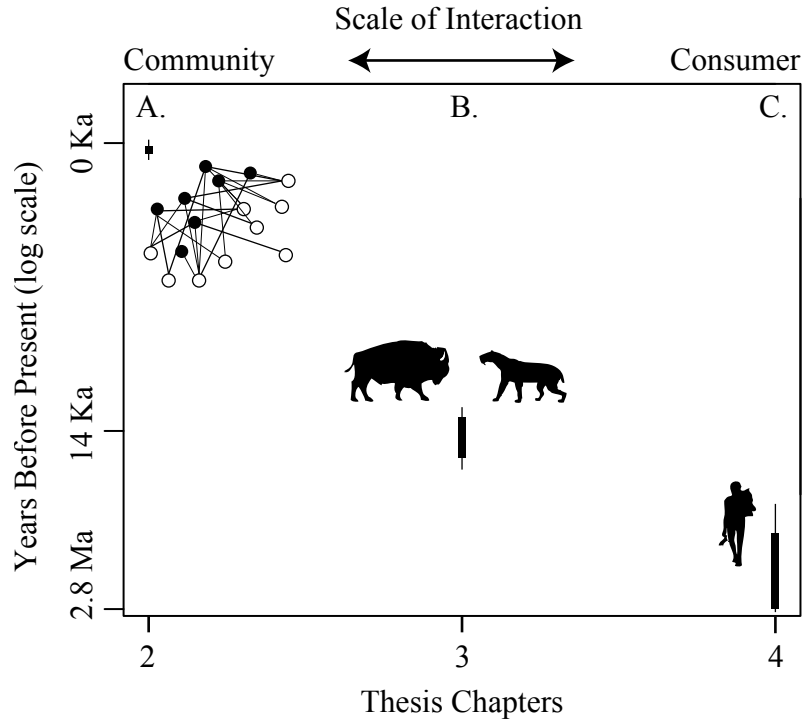 Scale of Interaction
Community
Consumer
A.
B.
C.
0 Ka
14 Ka
2.8 Ma
Years Before Present (log scale)
2
3
4
Thesis Chapters